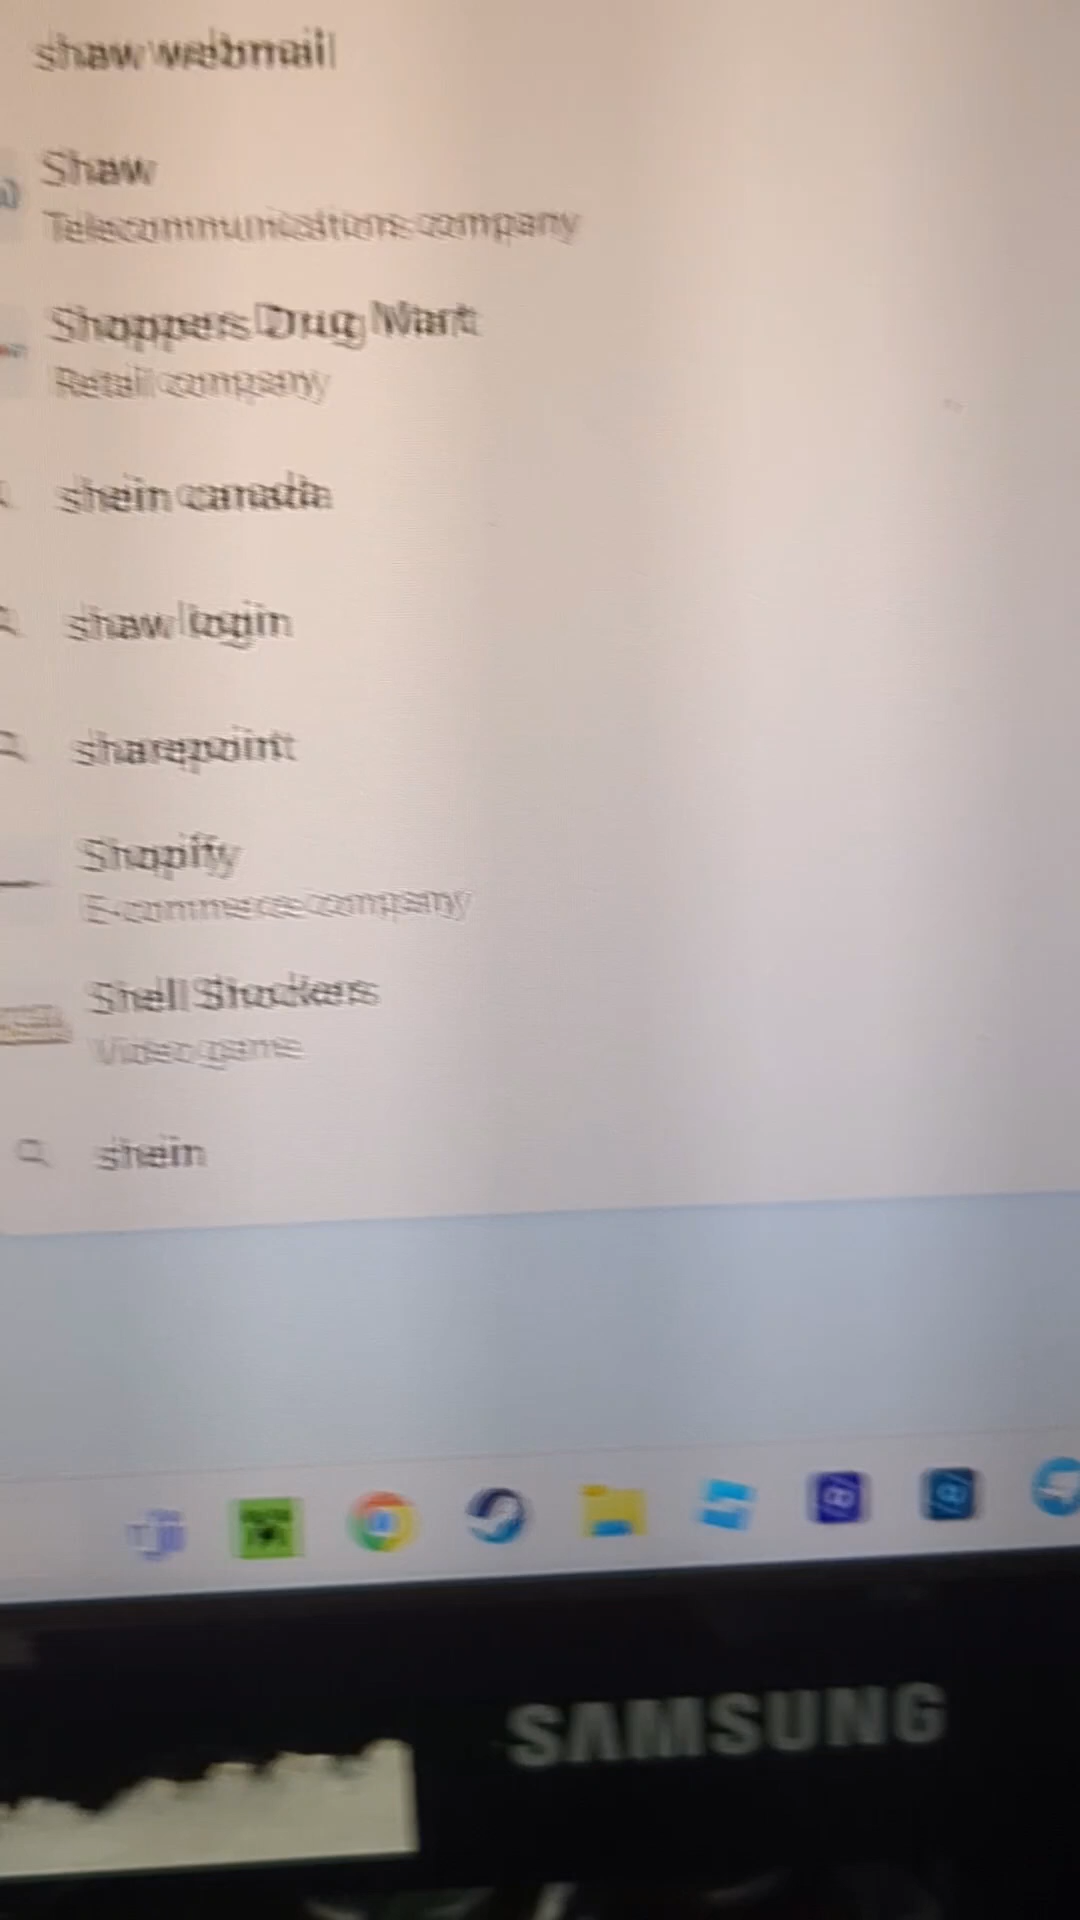 shaw webmail
Shaw
Telecommunications company
Shoppers Drug Mart
Retail company
shein canada
shaw login
sharepoint
Shopify
E-commerce company
Shell Shockers
Video game
shein
SAMSUNG